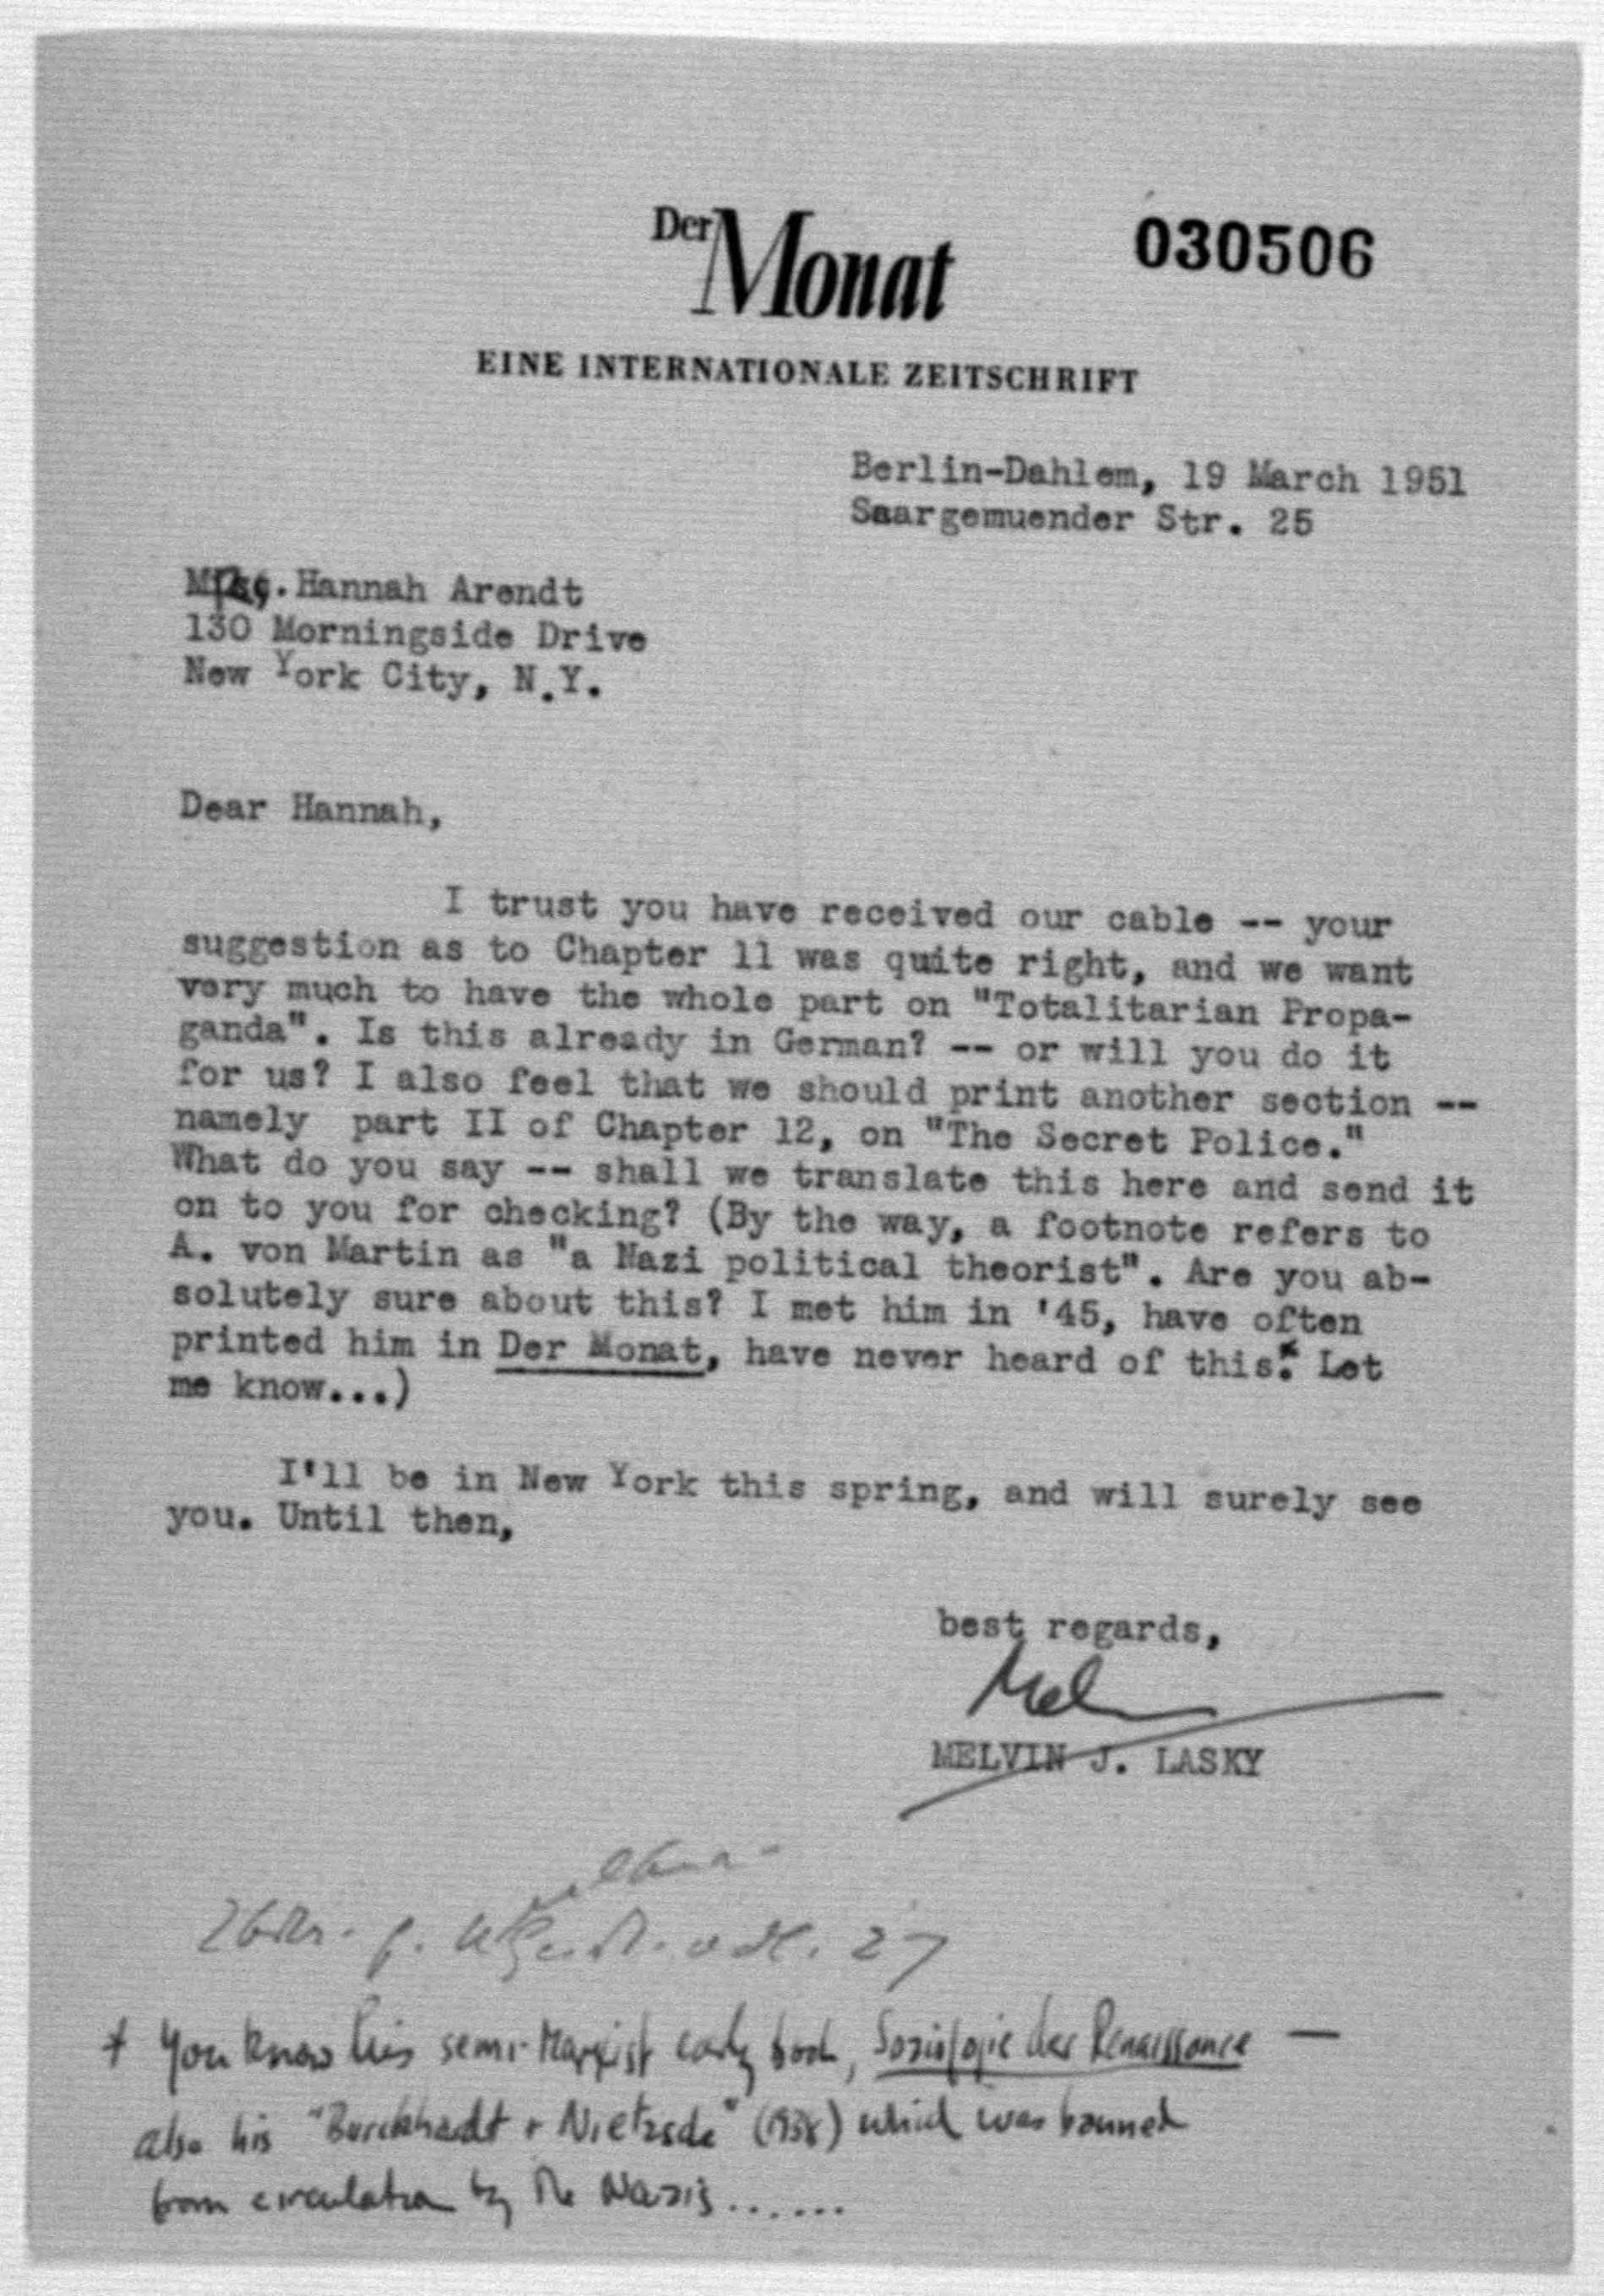 Der Monat
030506
EINE INTERNATIONALE ZEITSCHRIFT
Berlin-Dahlem, 19 March 1951
Saargemuender Str. 25
Hannah Arendt
130 Morningside Drive
New York City, N.Y.
Dear Hannah,
I trust you have received our cable -- your
suggestion as to Chapter 11 was quite right, and we want
very much to have the whole part on "Totalitarian Propa-
ganda". Is this already in German? -- or will you do it
for us? I also feel that we should print another section --
namely part II of Chapter 12, on "The Secret Police."
What do you say -- shall we translate this here and send it
on to you for checking? (By the way, a footnote refers to
A. von Martin as "a Nazi political theorist". Are you ab-
solutely sure about this? I met him in '45, have often
printed him in Der Monat, have never heard of this.* Let
me know...)
I'll be in New York this spring, and will surely see
you. Until then,
best regards,
Mel
MELVIN J. LASKY
27
* You know his semi-Marxist early book, Soziologie der Renaissance —
also his "Burckhardt + Nietzsche" (1938) which was banned
from circulation by the Nazis......